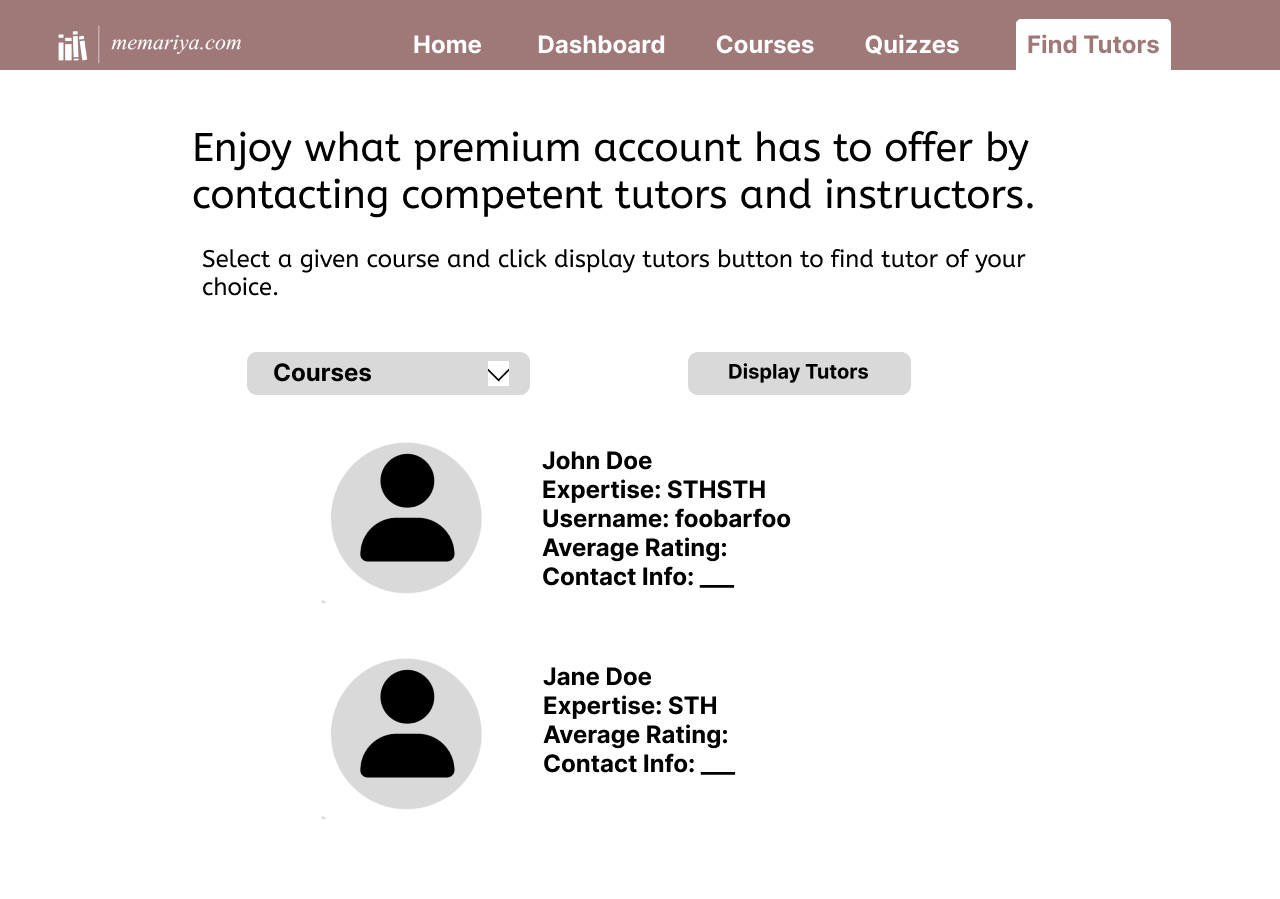 memariya.com
Home Dashboard Courses Quizzes Find Tutors
Enjoy what premium account has to offer by
contacting competent tutors and instructors.
Select a given course and click display tutors button to find tutor of your
choice.
Courses
Display Tutors
John Doe
Expertise: STHSTH
Username: foobarfoo
Average Rating:
Contact Info: ___
Jane Doe
Expertise: STH
Average Rating:
Contact Info: ___